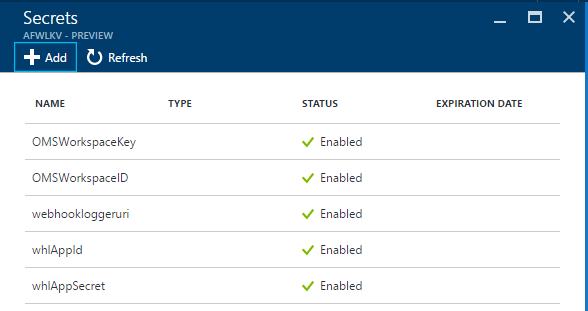 Secrets
AFWLKV - PREVIEW
Add Refresh
NAME TYPE STATUS EXPIRATION DATE
OMSWorkspaceKey Enabled
OMSWorkspaceID Enabled
webhookloggeruri Enabled
whlAppId Enabled
whlAppSecret Enabled